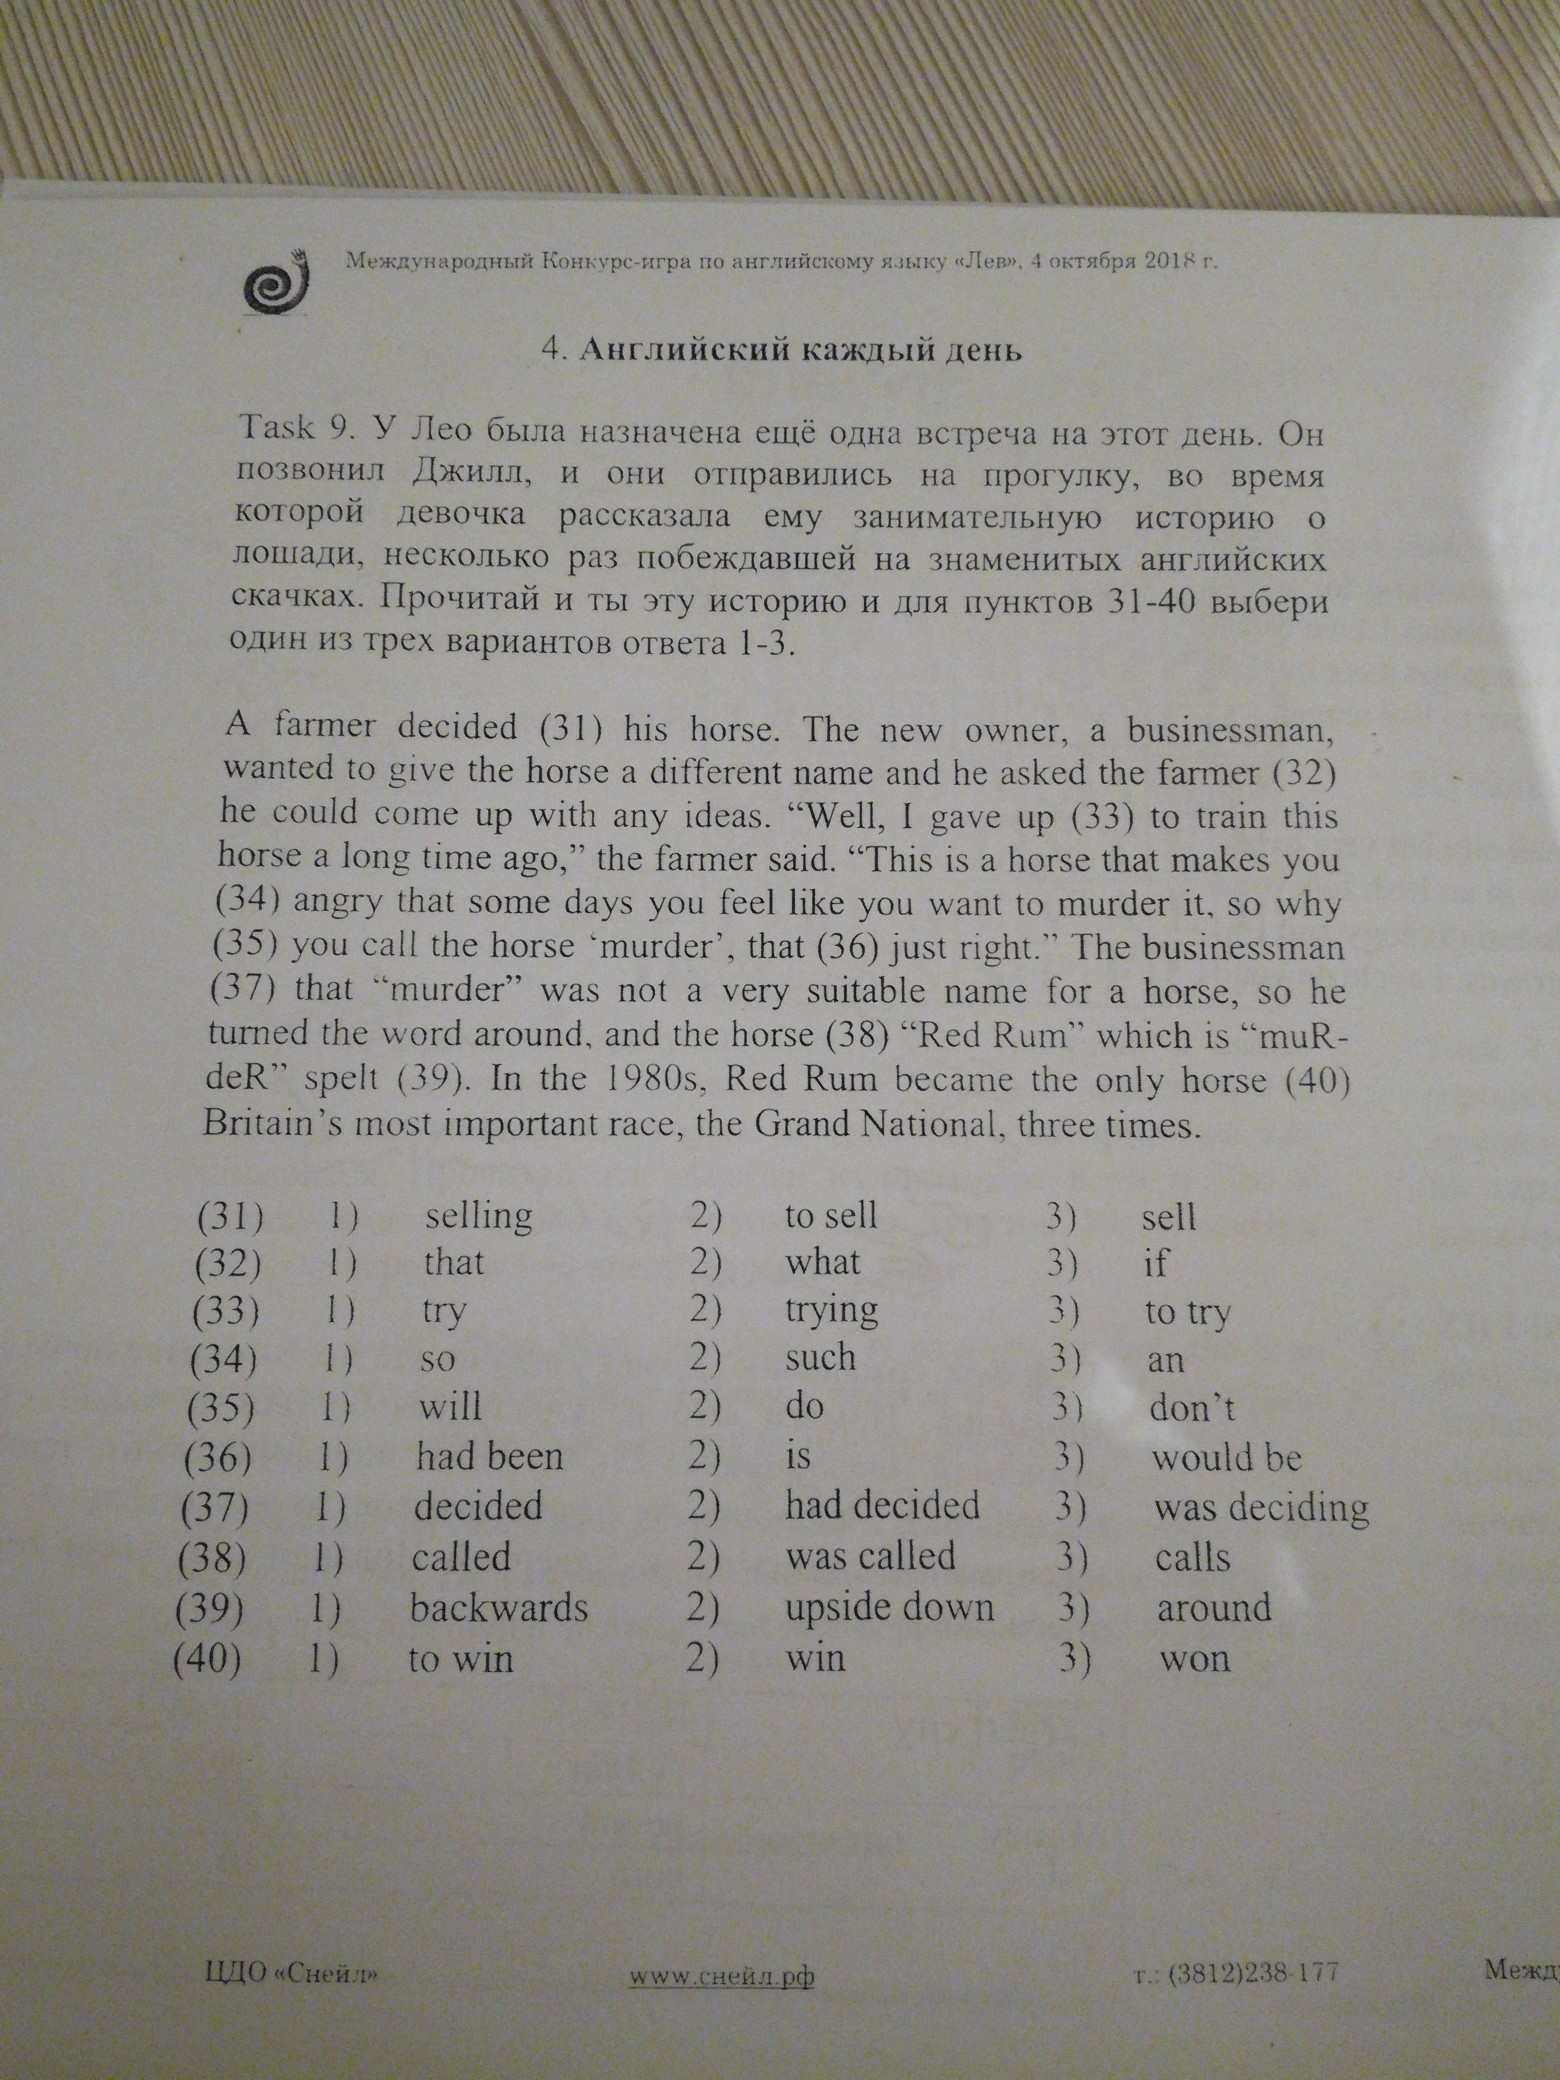 Международный Конкурс-игра по английскому языку «Лев», 4 октября 2018 г.
4. Английский каждый день
Task 9. У Лео была назначена ещё одна встреча на этот день. Он
позвонил Джилл, и они отправились на прогулку, во время
которой девочка рассказала ему занимательную историю о
лошади, несколько раз побеждавшей на знаменитых английских
скачках. Прочитай и ты эту историю и для пунктов 31-40 выбери
один из трех вариантов ответа 1-3.
A farmer decided (31) his horse. The new owner, a businessman,
wanted to give the horse a different name and he asked the farmer (32)
he could come up with any ideas. “Well, I gave up (33) to train this
horse a long time ago,” the farmer said. “This is a horse that makes you
(34) angry that some days you feel like you want to murder it, so why
(35) you call the horse ‘murder’, that (36) just right.” The businessman
(37) that “murder” was not a very suitable name for a horse, so he
turned the word around, and the horse (38) “Red Rum” which is “muR-
deR” spelt (39). In the 1980s, Red Rum became the only horse (40)
Britain’s most important race, the Grand National, three times.
(31) 1) selling 2) to sell 3) sell
(32) 1) that 2) what 3) if
(33) 1) try 2) trying 3) to try
(34) 1) so 2) such 3) an
(35) 1) will 2) do 3) don’t
(36) 1) had been 2) is 3) would be
(37) 1) decided 2) had decided 3) was deciding
(38) 1) called 2) was called 3) calls
(39) 1) backwards 2) upside down 3) around
(40) 1) to win 2) win 3) won
ЦДО «Снейл» www.снейл.рф т.: (3812)238-177